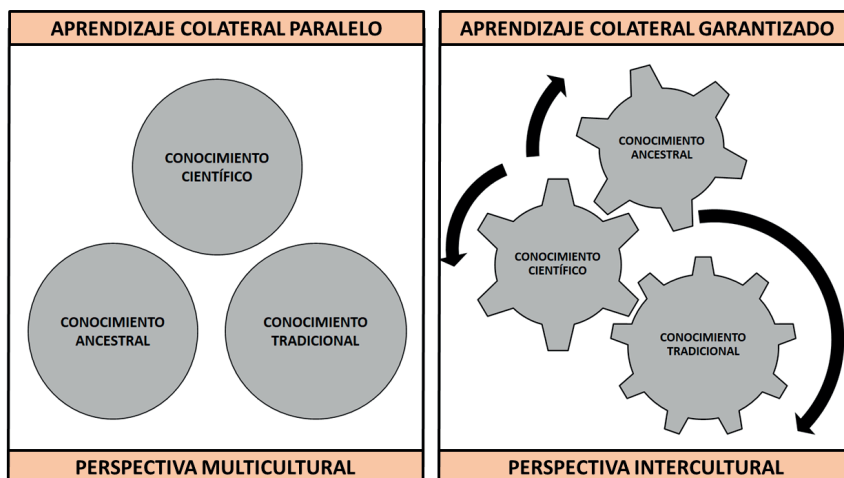 APRENDIZAJE COLATERAL PARALELO
CONOCIMIENTO
CIENTÍFICO
CONOCIMIENTO
ANCESTRAL
CONOCIMIENTO
TRADICIONAL
PERSPECTIVA MULTICULTURAL
APRENDIZAJE COLATERAL GARANTIZADO
CONOCIMIENTO
ANCESTRAL
CONOCIMIENTO
CIENTÍFICO
CONOCIMIENTO
TRADICIONAL
PERSPECTIVA INTERCULTURAL